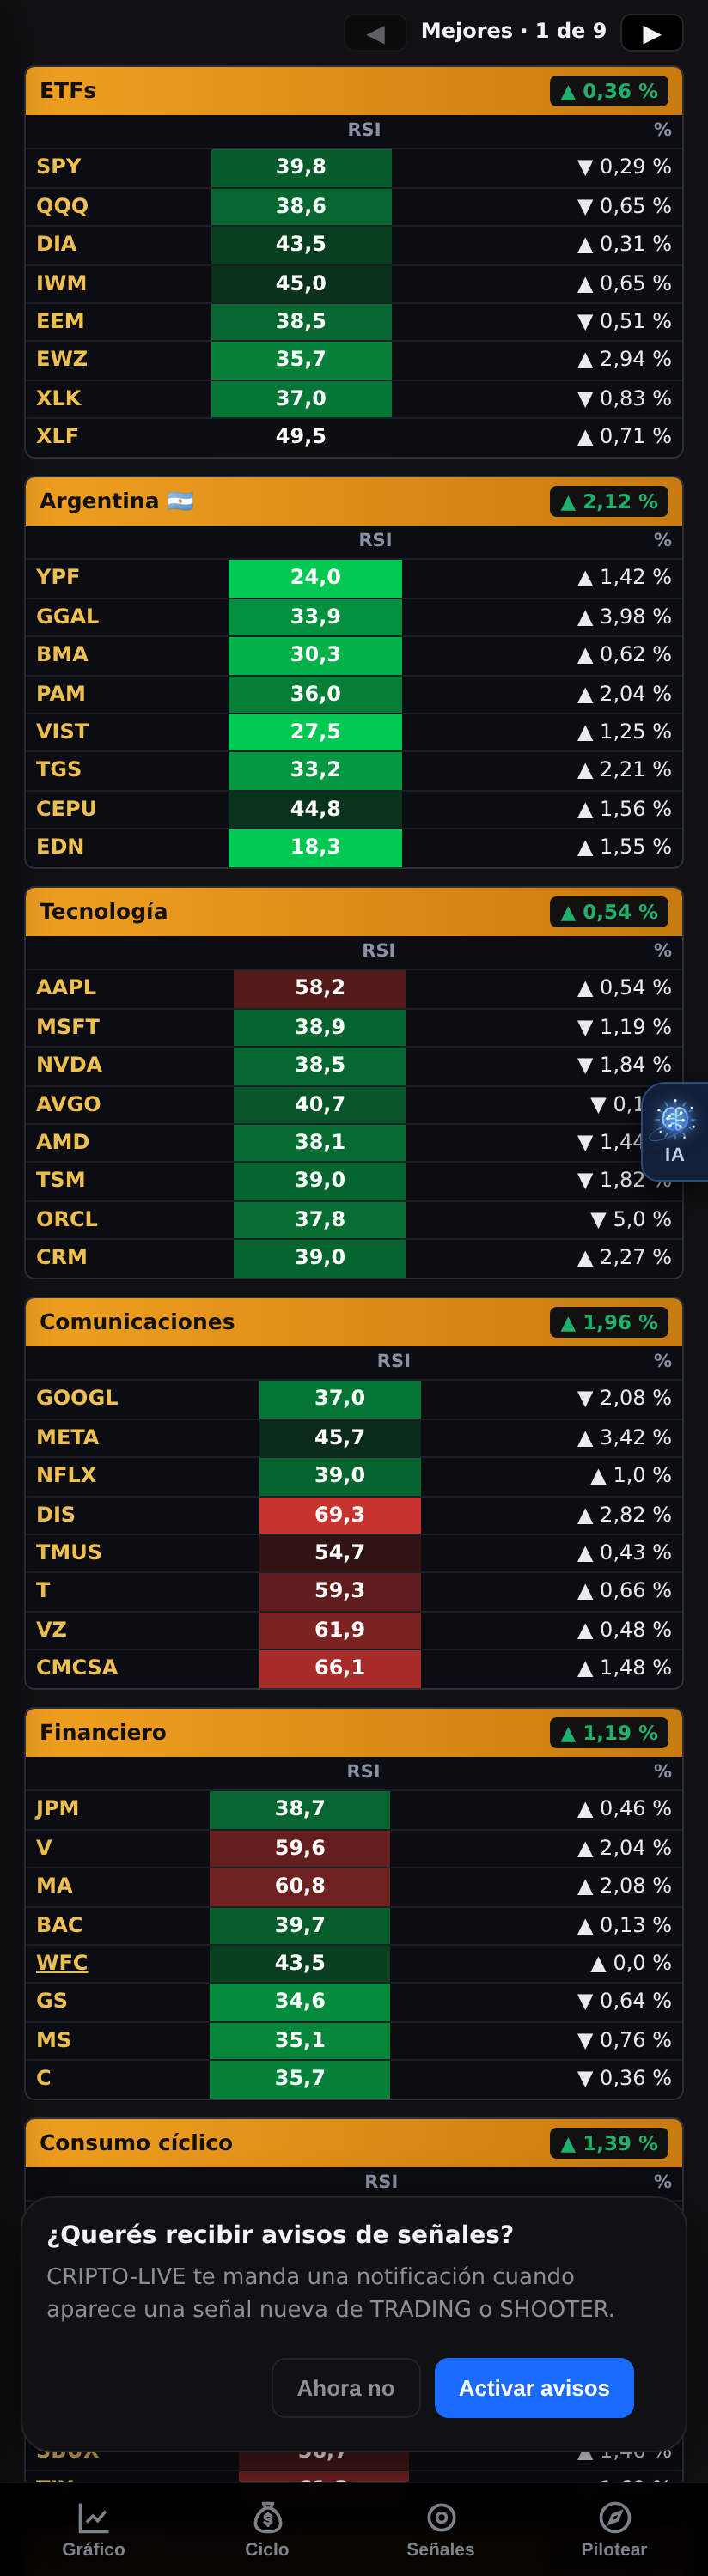 ◀ Mejores · 1 de 9 ▶
ETFs ▲ 0,36 %
RSI %
SPY 39,8 ▼ 0,29 %
QQQ 38,6 ▼ 0,65 %
DIA 43,5 ▲ 0,31 %
IWM 45,0 ▲ 0,65 %
EEM 38,5 ▼ 0,51 %
EWZ 35,7 ▲ 2,94 %
XLK 37,0 ▼ 0,83 %
XLF 49,5 ▲ 0,71 %
Argentina 🇦🇷 ▲ 2,12 %
RSI %
YPF 24,0 ▲ 1,42 %
GGAL 33,9 ▲ 3,98 %
BMA 30,3 ▲ 0,62 %
PAM 36,0 ▲ 2,04 %
VIST 27,5 ▲ 1,25 %
TGS 33,2 ▲ 2,21 %
CEPU 44,8 ▲ 1,56 %
EDN 18,3 ▲ 1,55 %
Tecnología ▲ 0,54 %
RSI %
AAPL 58,2 ▲ 0,54 %
MSFT 38,9 ▼ 1,19 %
NVDA 38,5 ▼ 1,84 %
AVGO 40,7 ▼
AMD 38,1 ▼ 1,44
IA
TSM 39,0 ▼ 1,82 %
ORCL 37,8 ▼ 5,0 %
CRM 39,0 ▲ 2,27 %
Comunicaciones ▲ 1,96 %
RSI %
GOOGL 37,0 ▼ 2,08 %
META 45,7 ▲ 3,42 %
NFLX 39,0 ▲ 1,0 %
DIS 69,3 ▲ 2,82 %
TMUS 54,7 ▲ 0,43 %
T 59,3 ▲ 0,66 %
VZ 61,9 ▲ 0,48 %
CMCSA 66,1 ▲ 1,48 %
Financiero ▲ 1,19 %
RSI %
JPM 38,7 ▲ 0,46 %
V 59,6 ▲ 2,04 %
MA 60,8 ▲ 2,08 %
BAC 39,7 ▲ 0,13 %
WFC 43,5 ▲ 0,0 %
GS 34,6 ▼ 0,64 %
MS 35,1 ▼ 0,76 %
C 35,7 ▼ 0,36 %
Consumo cíclico ▲ 1,39 %
RSI %
¿Querés recibir avisos de señales?
CRIPTO-LIVE te manda una notificación cuando
aparece una señal nueva de TRADING o SHOOTER.
Ahora no Activar avisos
Gráfico Ciclo Señales Pilotear